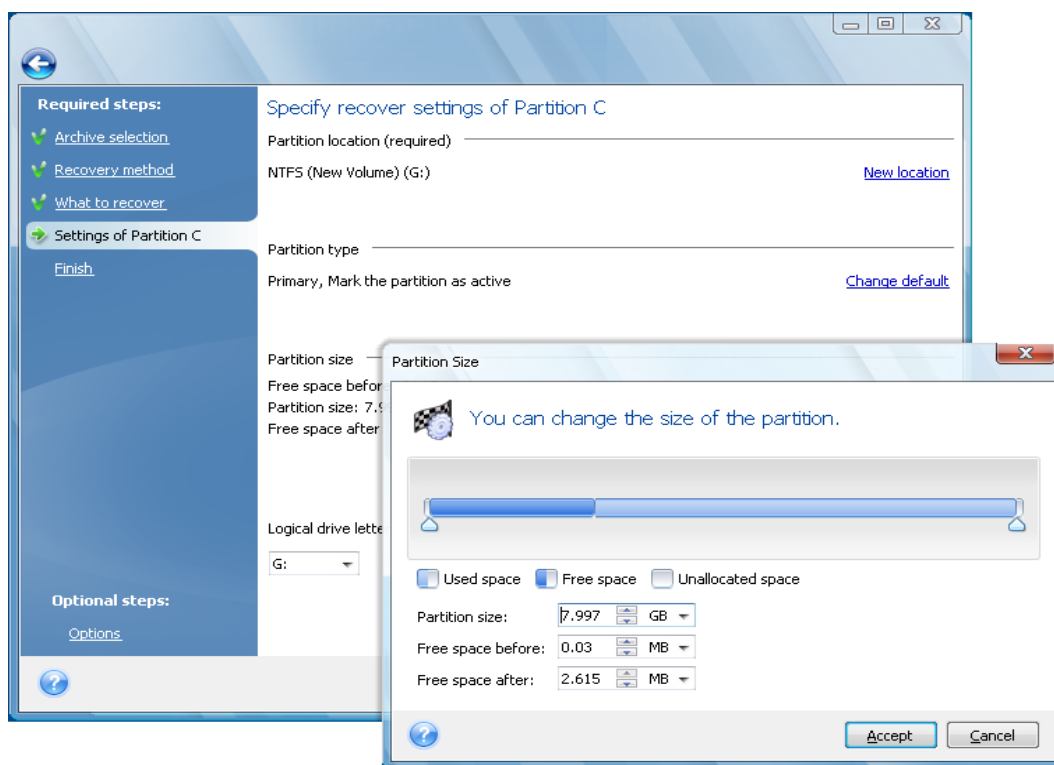 Required steps:
Archive selection
Recovery method
What to recover
Settings of Partition C
Finish
Optional steps:
Options
Specify recover settings of Partition C
Partition location (required)
NTFS (New Volume) (G:)
New location
Partition type
Primary, Mark the partition as active
Change default
Partition size
Free space befor
Partition size: 7.9
Free space after
Logical drive lette
G:
Partition Size
You can change the size of the partition.
Used space Free space Unallocated space
Partition size: 7.997 GB
Free space before: 0.03 MB
Free space after: 2.615 MB
Accept Cancel